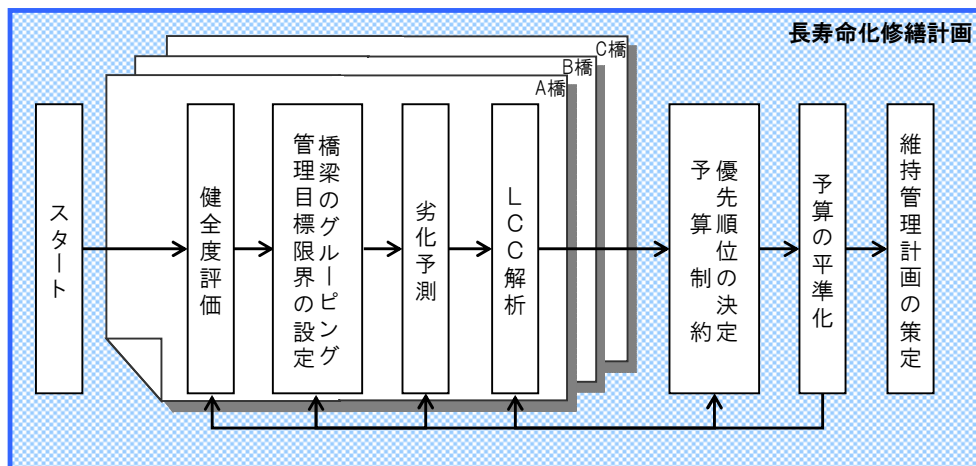 長寿命化修繕計画
C橋
B橋
A橋
スタート
健全度評価
橋梁のグルーピング
管理目標限界の設定
劣化予測
LCC解析
優先順位の決定
予算制約
予算の平準化
維持管理計画の策定